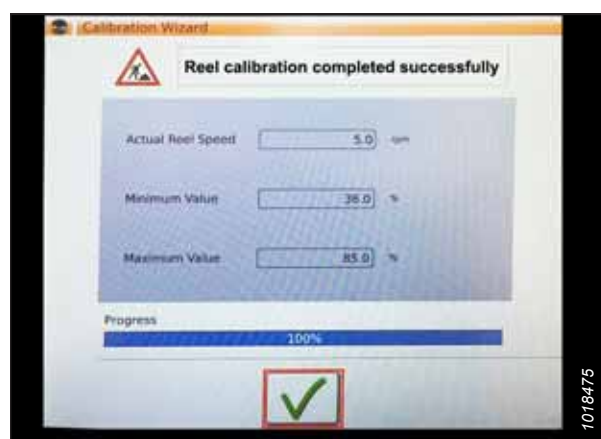 Calibration Wizard
Reel calibration completed successfully
Actual Reel Speed 5.0 rpm
Minimum Value 36.0 %
Maximum Value 85.0 %
Progress
100%
1018475